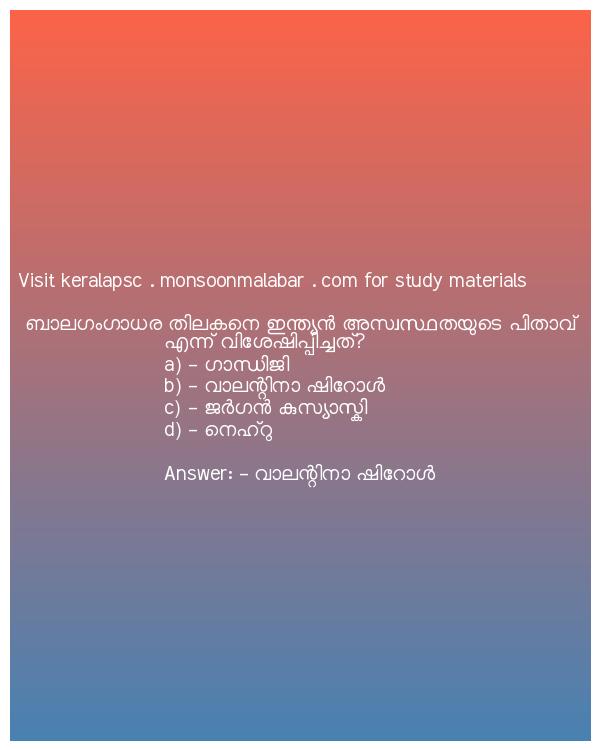 Visit keralapsc . monsoonmalabar . com for study materials
ബാലഗംഗാധര തിലകനെ ഇന്ത്യൻ അസ്വസ്ഥതയുടെ പിതാവ്
എന്ന് വിശേഷിപ്പിച്ചത്?
a) – ഗാന്ധിജി
b) – വാലന്റിനാ ഷിറോൾ
c) – ജർഗൻ കുസ്യാസ്കി
d) – നെഹ്റു
Answer: – വാലന്റിനാ ഷിറോൾ